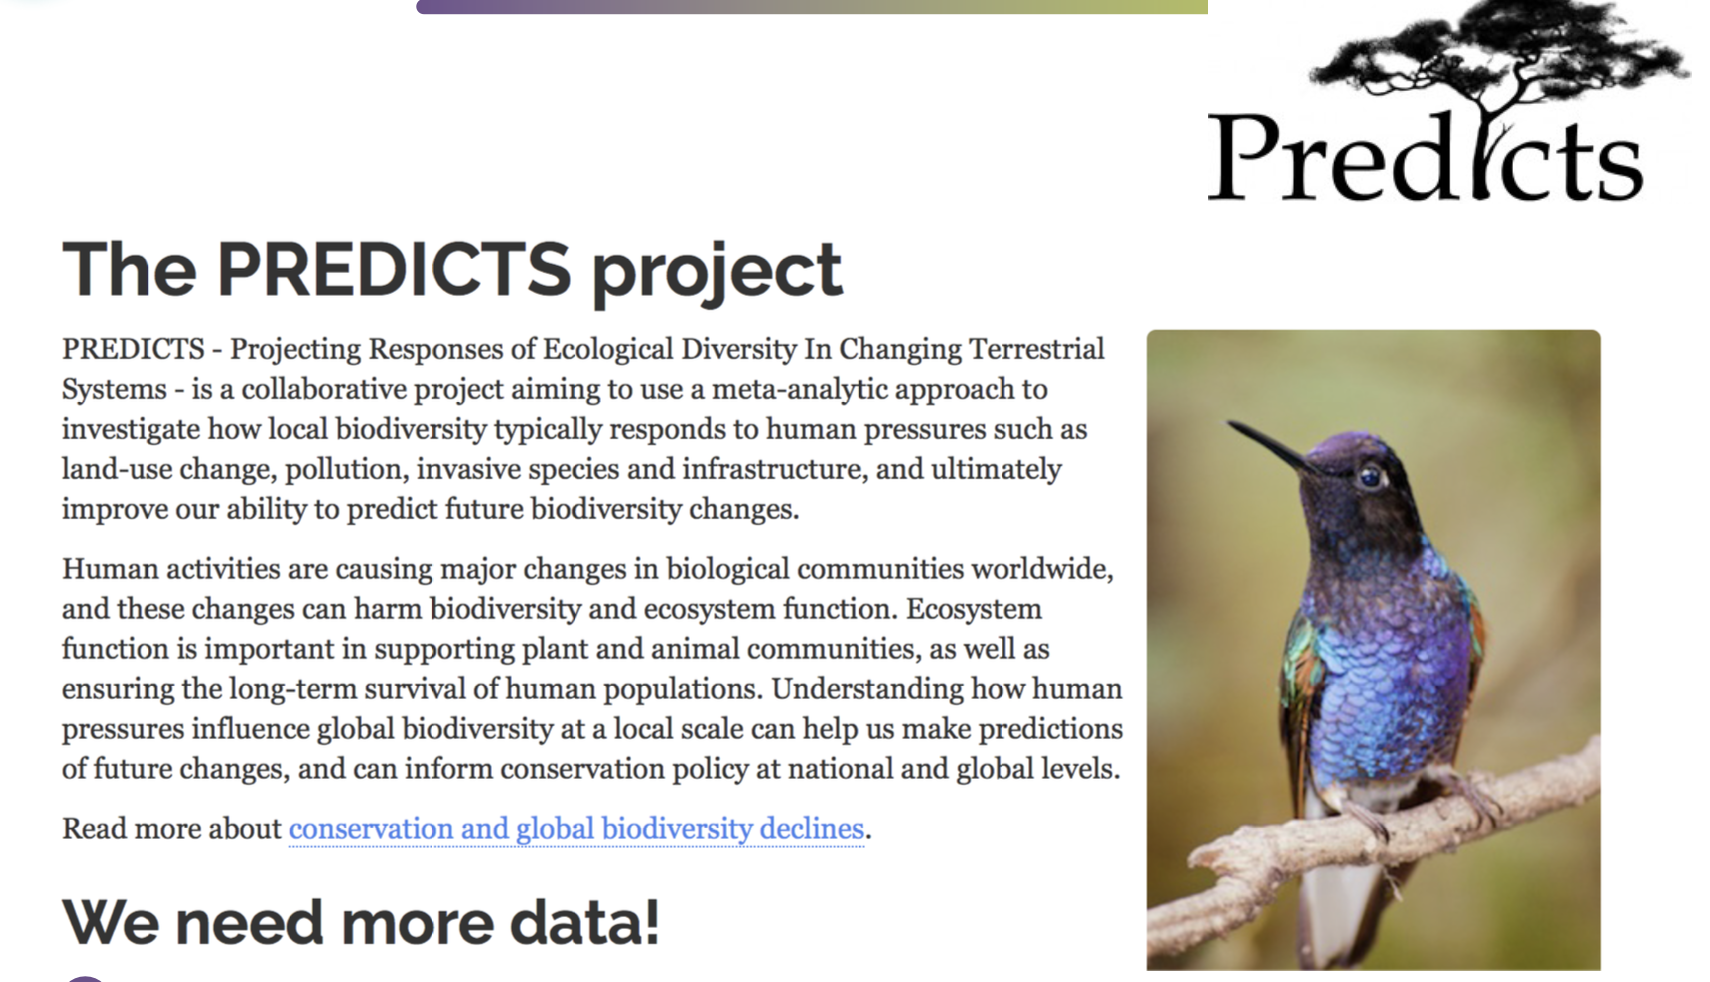 Predicts
The PREDICTS project
PREDICTS - Projecting Responses of Ecological Diversity In Changing Terrestrial
Systems - is a collaborative project aiming to use a meta-analytic approach to
investigate how local biodiversity typically responds to human pressures such as
land-use change, pollution, invasive species and infrastructure, and ultimately
improve our ability to predict future biodiversity changes.
Human activities are causing major changes in biological communities worldwide,
and these changes can harm biodiversity and ecosystem function. Ecosystem
function is important in supporting plant and animal communities, as well as
ensuring the long-term survival of human populations. Understanding how human
pressures influence global biodiversity at a local scale can help us make predictions
of future changes, and can inform conservation policy at national and global levels.
Read more about conservation and global biodiversity declines.
We need more data!